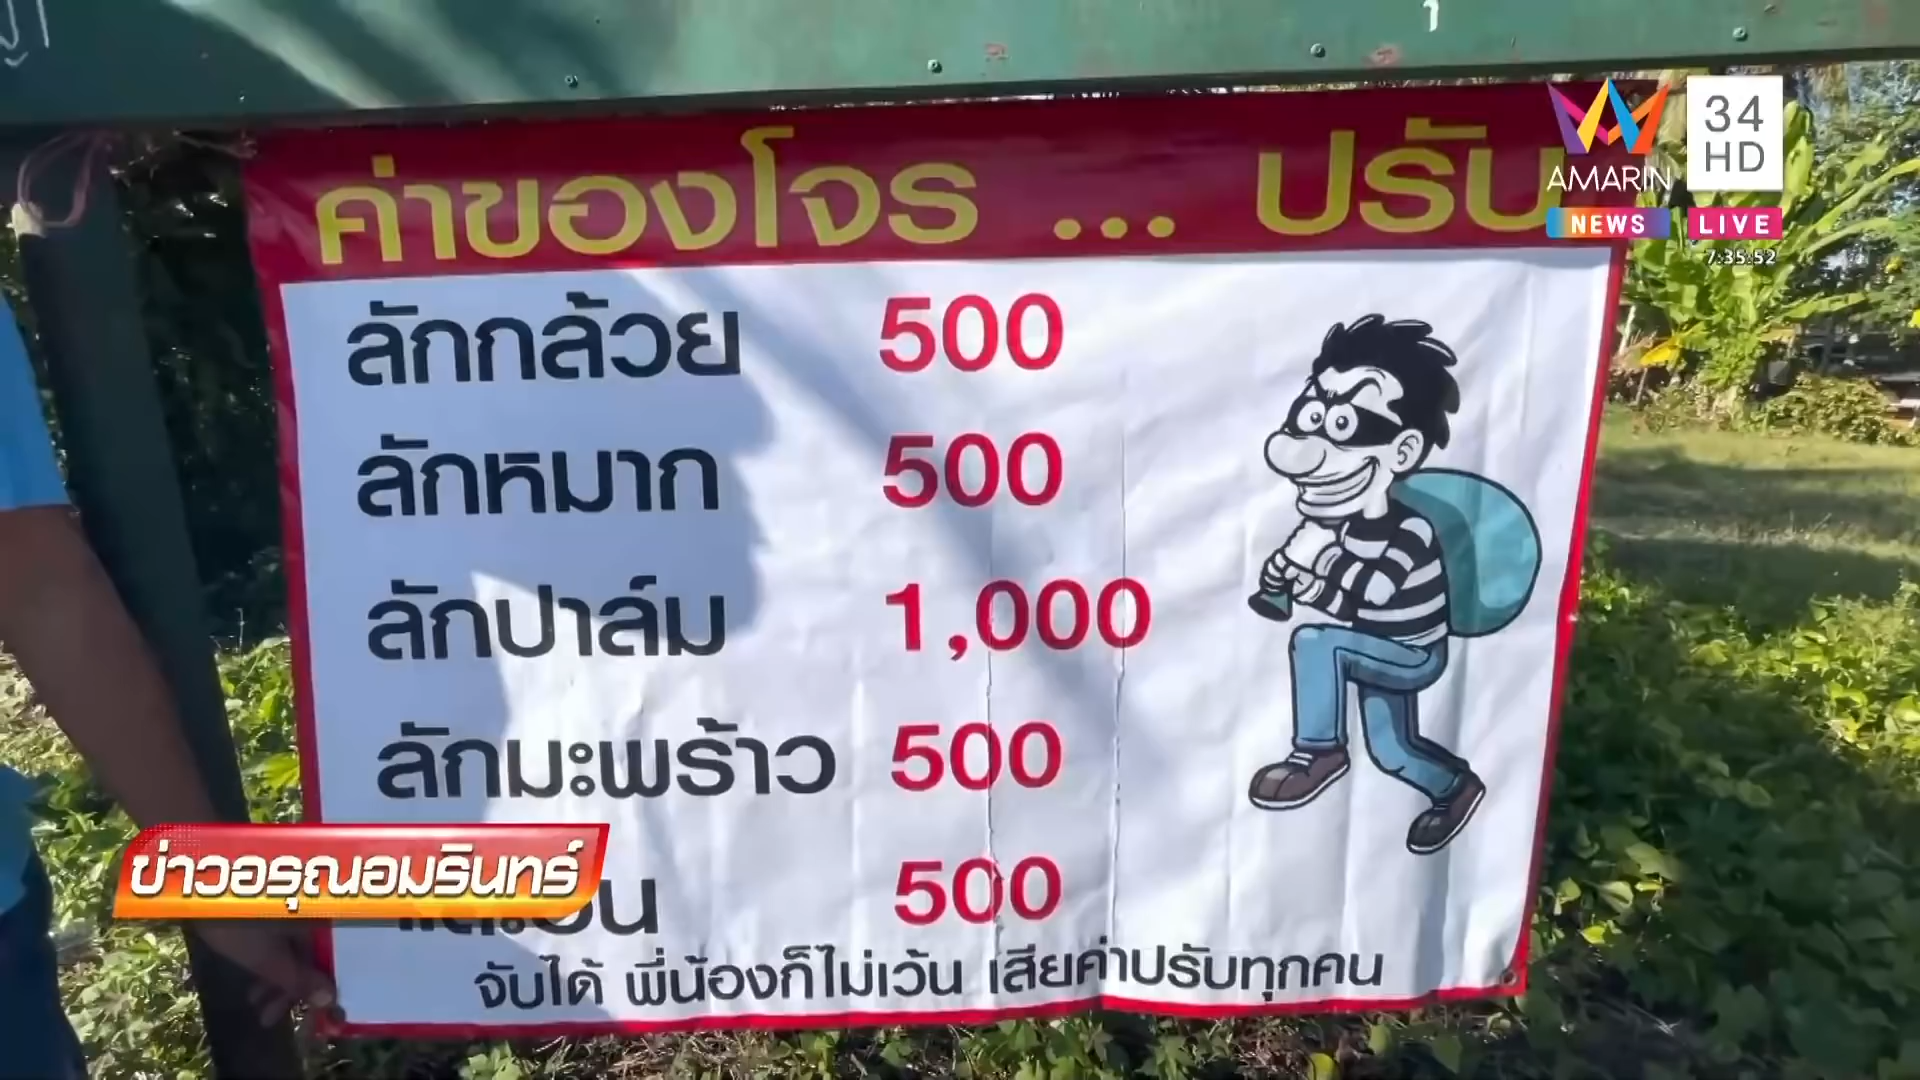 ค่าของโจร ... ปรับ
AMARIN
34
HD
NEWS
LIVE
7:35:52
ลักกล้วย 500
ลักหมาก 500
ลักปาล์ม 1,000
ลักมะพร้าว 500
500
จับได้ พี่น้องก็ไม่เว้น เสียค่าปรับทุกคน
ข่าวอรุณอมรินทร์